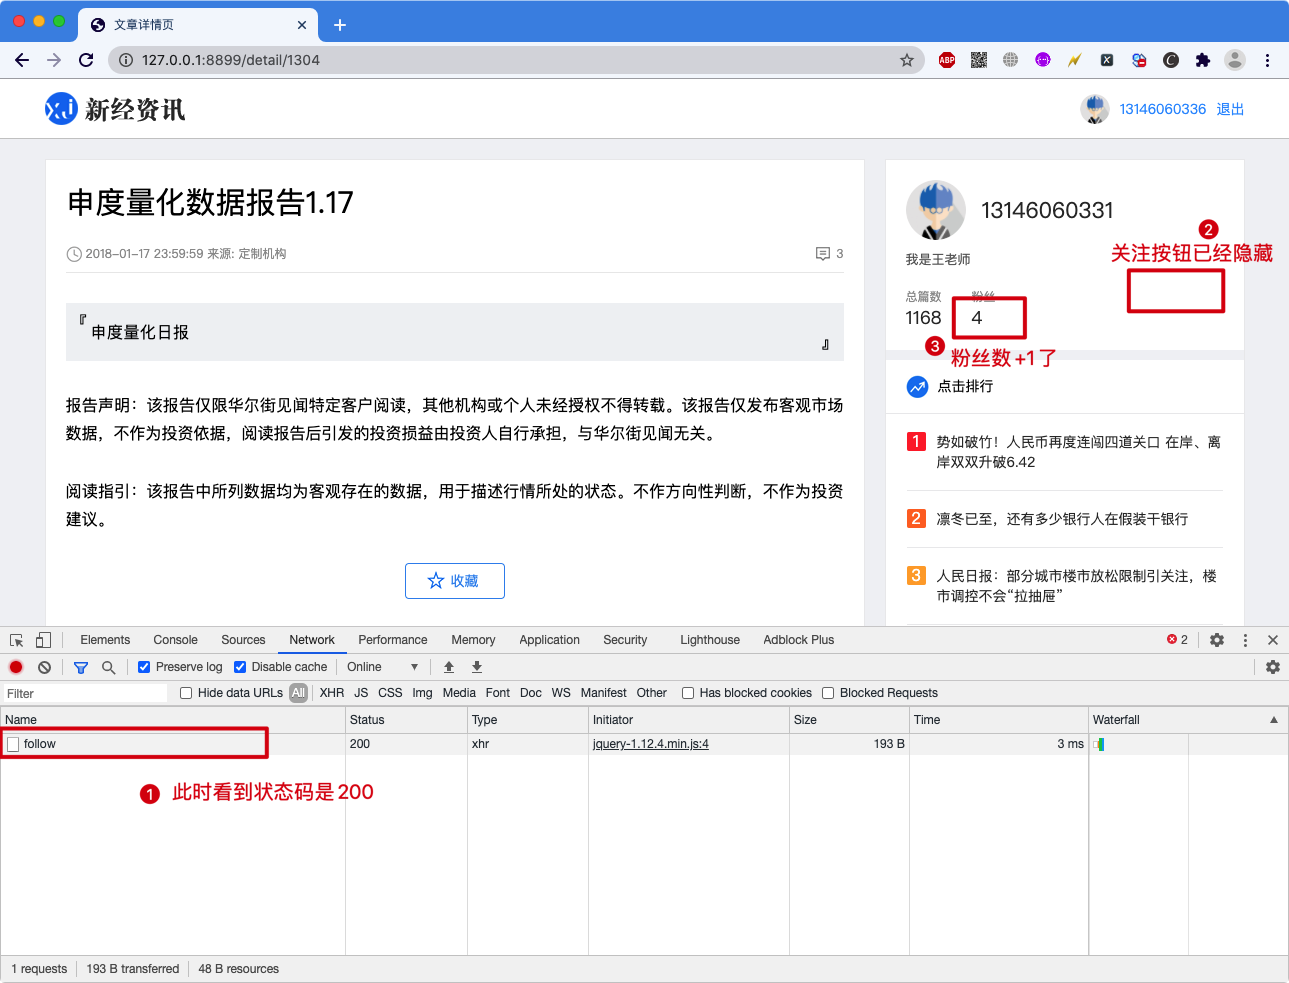 文章详情页
127.0.0.1:8899/detail/1304
ABP
新经资讯
13146060336 退出
申度量化数据报告1.17
2018-01-17 23:59:59 来源: 定制机构
3
『
申度量化日报
』
报告声明：该报告仅限华尔街见闻特定客户阅读，其他机构或个人未经授权不得转载。该报告仅发布客观市场
数据，不作为投资依据，阅读报告后引发的投资损益由投资人自行承担，与华尔街见闻无关。
阅读指引：该报告中所列数据均为客观存在的数据，用于描述行情所处的状态。不作方向性判断，不作为投资
建议。
收藏
13146060331
2
关注按钮已经隐藏
我是王老师
总篇数 粉丝
1168 4
3 粉丝数+1了
点击排行
1 势如破竹！人民币再度连闯四道关口 在岸、离
岸双双升破6.42
2 凛冬已至，还有多少银行人在假装干银行
3 人民日报：部分城市楼市放松限制引关注，楼
市调控不会“拉抽屉”
Elements Console Sources Network Performance Memory Application Security Lighthouse Adblock Plus 2
Preserve log Disable cache Online
Filter Hide data URLs All XHR JS CSS Img Media Font Doc WS Manifest Other Has blocked cookies Blocked Requests
Name Status Type Initiator Size Time Waterfall
follow 200 xhr jquery-1.12.4.min.js:4 193 B 3 ms
1 此时看到状态码是200
1 requests 193 B transferred 48 B resources